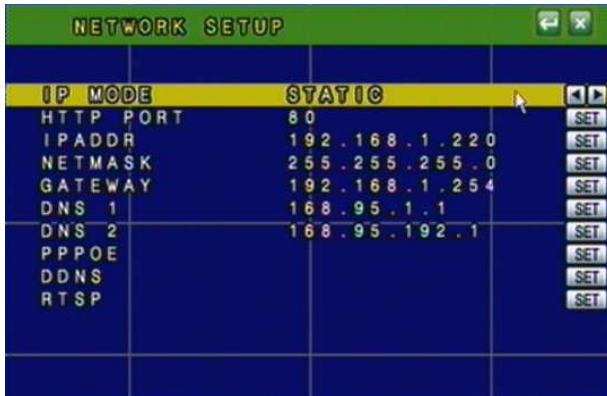 NETWORK SETUP
IP MODE STATIC
HTTP PORT 80 SET
IPADDR 192.168.1.220 SET
NETMASK 255.255.255.0 SET
GATEWAY 192.168.1.254 SET
DNS 1 168.95.1.1 SET
DNS 2 168.95.192.1 SET
PPPOE SET
DDNS SET
RTSP SET